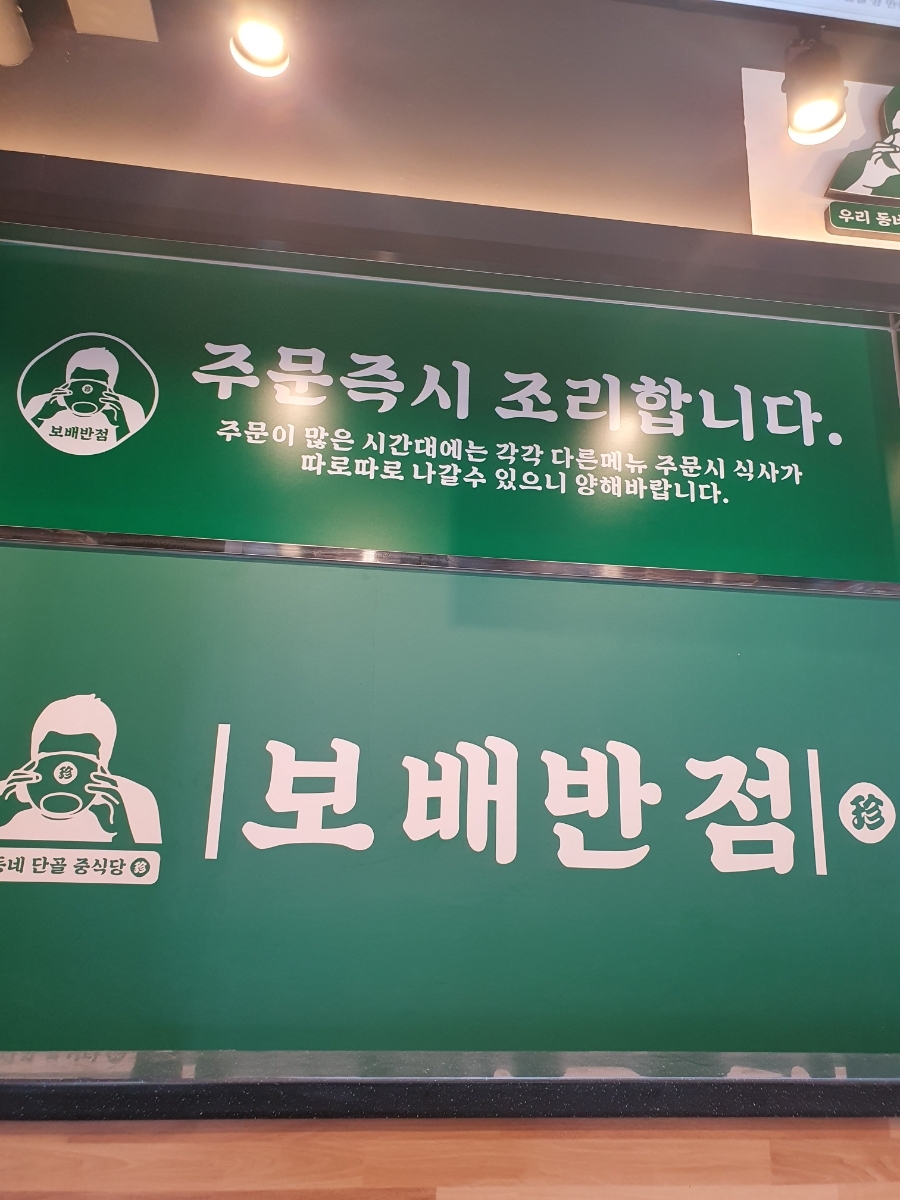 우리 동네
주문즉시 조리합니다.
주문이 많은 시간대에는 각각 다른메뉴 주문시 식사가
따로따로 나갈수 있으니 양해바랍니다.
珍
보배반점
珍
보배반점 珍
동네 단골 중식당 珍